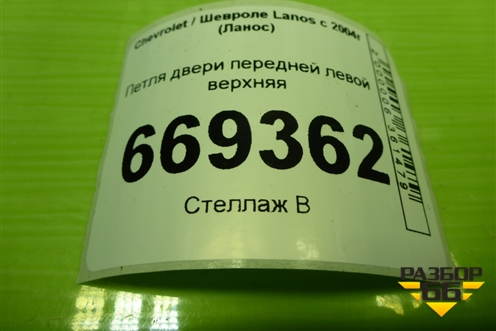 Chevrolet / Шевроле Lanos с 2004г
(Ланос)
Петля двери передней левой
верхняя
669362
Стеллаж В
РАЗБОР
66